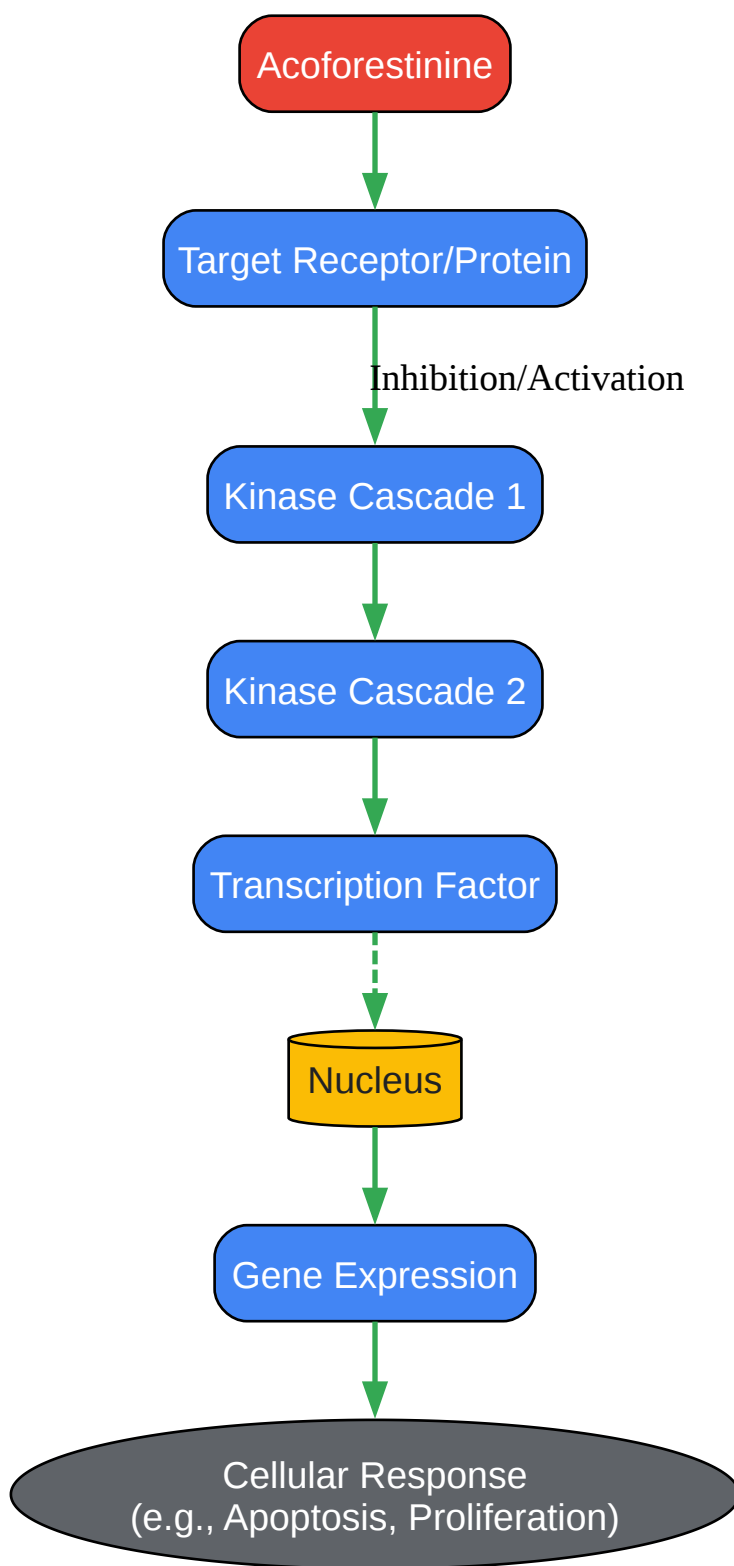 Acoforestinine
Target Receptor/Protein
Inhibition/Activation
Kinase Cascade 1
Kinase Cascade 2
Transcription Factor
Nucleus
Gene Expression
Cellular Response
(e.g., Apoptosis, Proliferation)